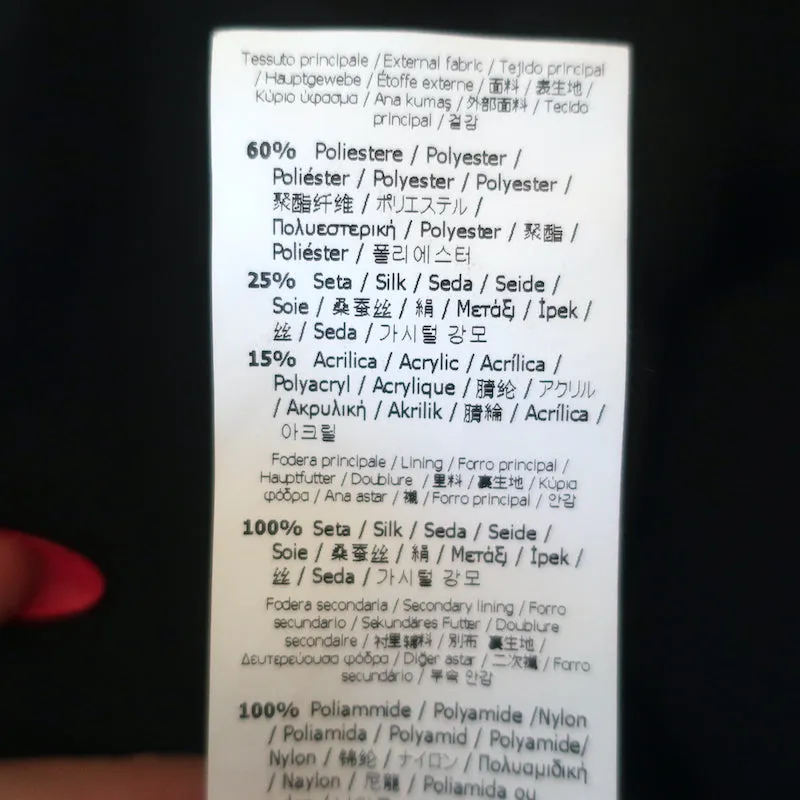 Tessuto principale / External fabric / Tejido principal
/ Hauptgewebe / Étoffe externe / 面料 / 表生地 /
Κύριο ύφασμα / Ana kumaş / 外部面料 / Tecido
principal / 겉감
60% Poliestere / Polyester /
Poliéster / Polyester / Polyester /
聚酯纤维 / ポリエステル /
Πολυεστερική / Polyester / 聚酯 /
Poliéster / 폴리에스터
25% Seta / Silk / Seda / Seide /
Soie / 桑蚕丝 / 絹 / Μετάξι / İpek /
丝 / Seda / 가시털 강모
15% Acrilica / Acrylic / Acrílica /
Polyacryl / Acrylique / 腈纶 / アクリル
/ Ακρυλική / Akrilik / 腈綸 / Acrílica /
아크릴
Fodera principale / Lining / Forro principal /
Hauptfutter / Doublure / 里料 / 裏生地 / Κύρια
φόδρα / Ana astar / 襯 / Forro principal / 안감
100% Seta / Silk / Seda / Seide /
Soie / 桑蚕丝 / 絹 / Μετάξι / İpek /
丝 / Seda / 가시털 강모
Fodera secondaria / Secondary lining / Forro
secundario / Sekundäres Futter / Doublure
secondaire / 衬里辅料 / 別布 裏生地 /
Δευτερεύουσα φόδρα / Diğer astar / 二次襯 / Forro
secundário / 부속 안감
100% Poliammide / Polyamide /Nylon
/ Poliamida / Polyamid / Polyamide/
Nylon / 锦纶 / ナイロン / Πολυαμιδική
/ Naylon / 尼龍 / Poliamida ou